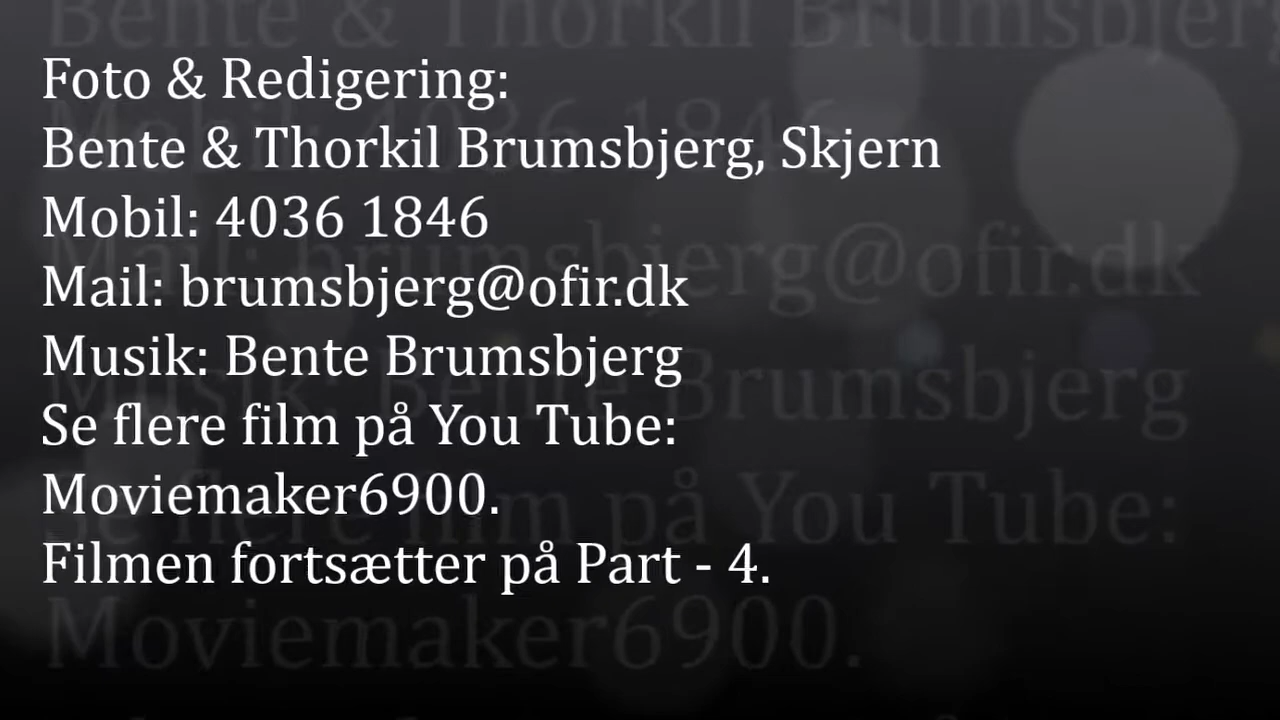 Foto & Redigering:
Bente & Thorkil Brumsbjerg, Skjern
Mobil: 4036 1846
Mail: brumsbjerg@ofir.dk
Musik: Bente Brumsbjerg
Se flere film på You Tube:
Moviemaker6900.
Filmen fortsætter på Part - 4.